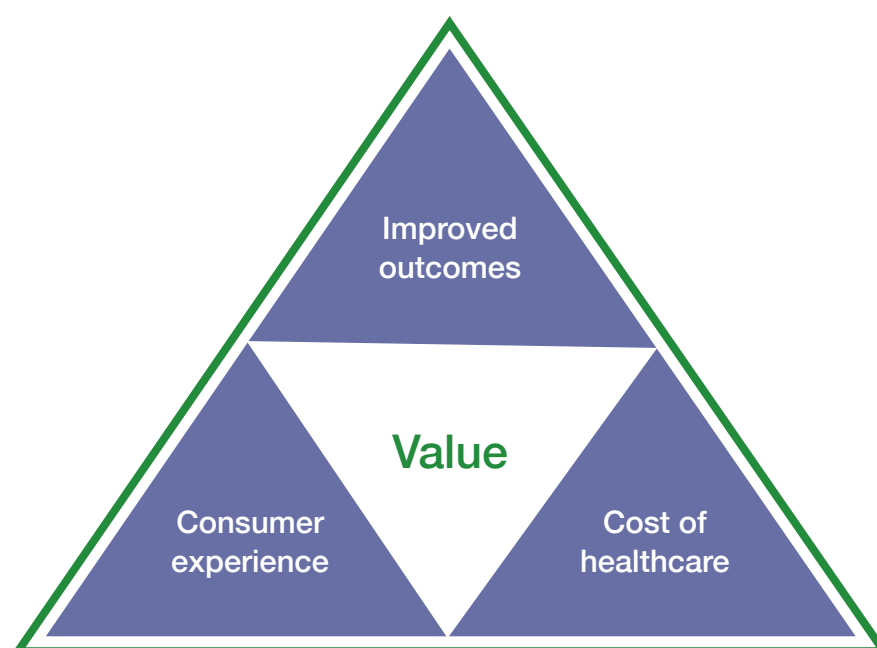 Improved
outcomes
Value
Consumer
experience
Cost of
healthcare